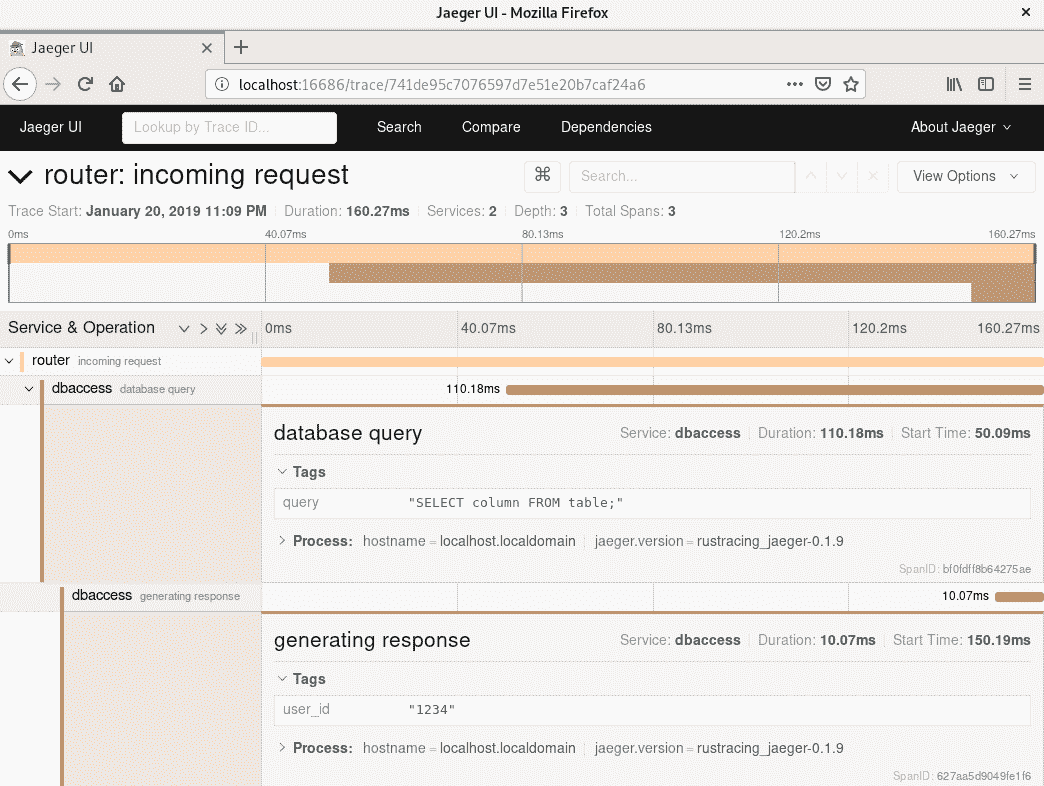 Jaeger UI - Mozilla Firefox
Jaeger UI
localhost:16686/trace/741de95c7076597d7e51e20b7caf24a6
Jaeger UI Lookup by Trace ID... Search Compare Dependencies About Jaeger
router: incoming request Search... View Options
Trace Start: January 20, 2019 11:09 PM Duration: 160.27ms Services: 2 Depth: 3 Total Spans: 3
0ms 40.07ms 80.13ms 120.2ms 160.27ms
Service & Operation 0ms 40.07ms 80.13ms 120.2ms 160.27ms
router incoming request
dbaccess database query 110.18ms
database query Service: dbaccess Duration: 110.18ms Start Time: 50.09ms
Tags
query "SELECT column FROM table;"
Process: hostname = localhost.localdomain jaeger.version = rustracing_jaeger-0.1.9
SpanID: bf0fdff8b64275ae
dbaccess generating response 10.07ms
generating response Service: dbaccess Duration: 10.07ms Start Time: 150.19ms
Tags
user_id "1234"
Process: hostname = localhost.localdomain jaeger.version = rustracing_jaeger-0.1.9
SpanID: 627aa5d9049fe1f6